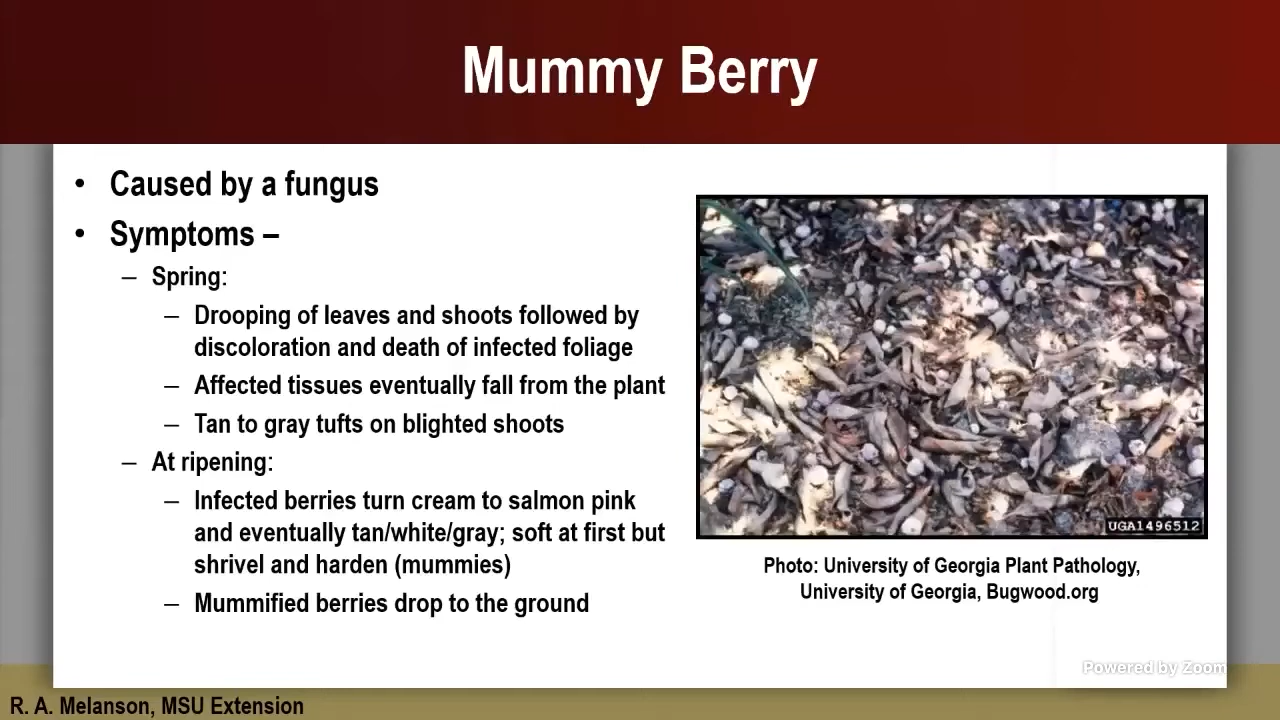 Mummy Berry
• Caused by a fungus
• Symptoms –
– Spring:
– Drooping of leaves and shoots followed by
discoloration and death of infected foliage
– Affected tissues eventually fall from the plant
– Tan to gray tufts on blighted shoots
– At ripening:
– Infected berries turn cream to salmon pink
and eventually tan/white/gray; soft at first but
shrivel and harden (mummies)
– Mummified berries drop to the ground
UGA1496512
Photo: University of Georgia Plant Pathology,
University of Georgia, Bugwood.org
Powered by Zoom
R. A. Melanson, MSU Extension